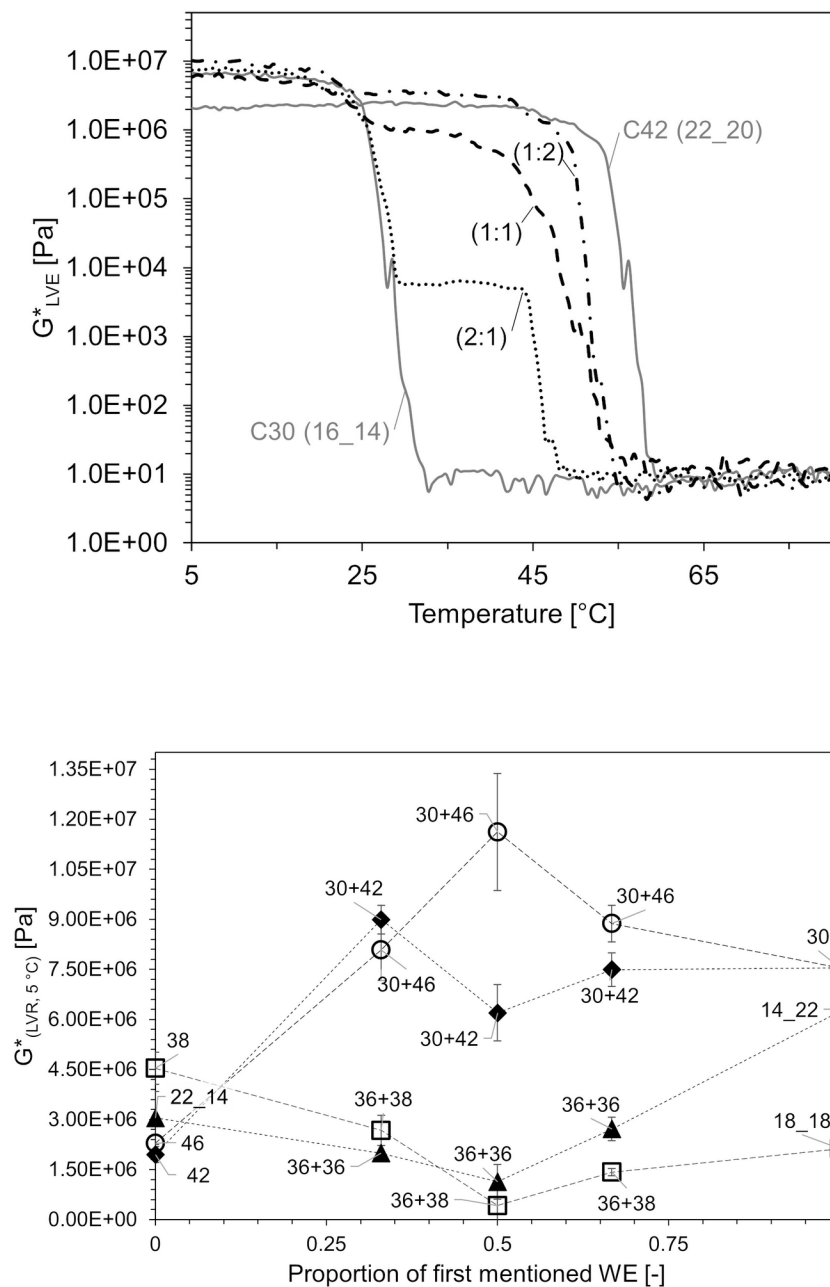 1.0E+07
1.0E+06
1.0E+05
1.0E+04
1.0E+03
1.0E+02
1.0E+01
1.0E+00
G*LVE [Pa]
C42 (22_20)
(1:2)
(1:1)
(2:1)
C30 (16_14)
5 25 45 65
Temperature [°C]
1.35E+07
1.20E+07
1.05E+07
9.00E+06
7.50E+06
6.00E+06
4.50E+06
3.00E+06
1.50E+06
0.00E+00
G*(LVR, 5 °C) [Pa]
30+46
30+42
30+46
30+46
30
30+42
30+42
14_22
38
22_14
36+38
36+36
46
36+36
36+36
18_18
42
36+38
36+38
0 0.25 0.5 0.75
Proportion of first mentioned WE [-]